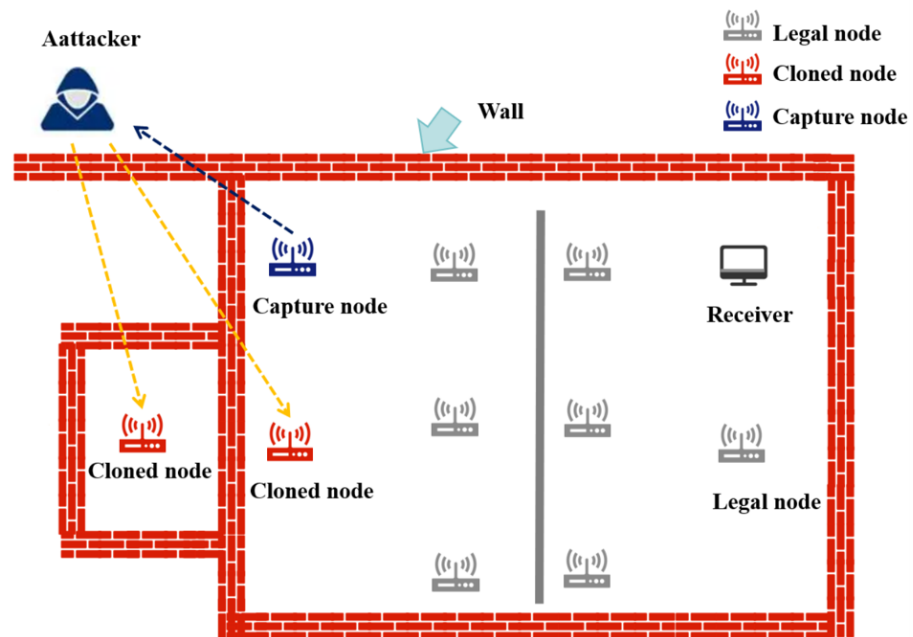 Aattacker
Legal node
Cloned node
Capture node
Wall
Capture node
Receiver
Cloned node
Cloned node
Legal node